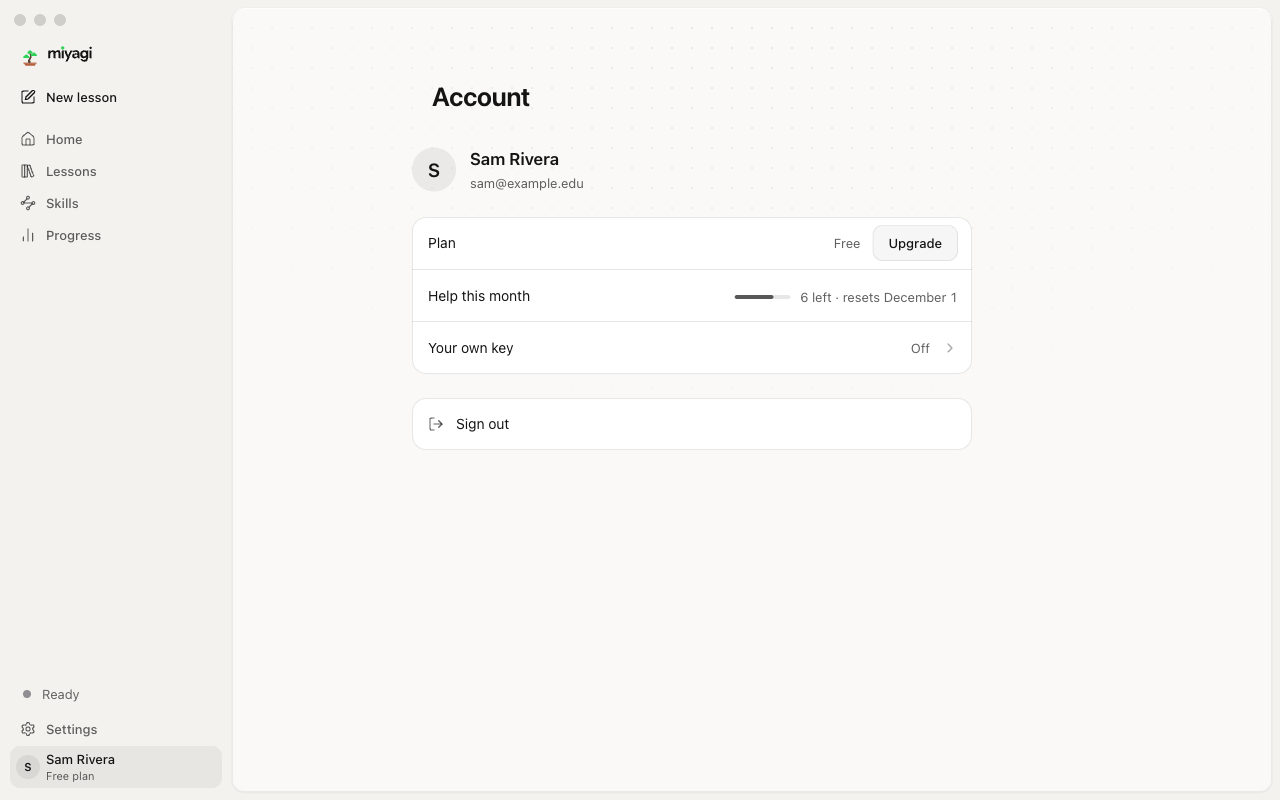 miyagi
New lesson
Home
Lessons
Skills
Progress
Ready
Settings
S
Sam Rivera
Free plan
Account
S
Sam Rivera
sam@example.edu
Plan
Free
Upgrade
Help this month
6 left · resets December 1
Your own key
Off
Sign out